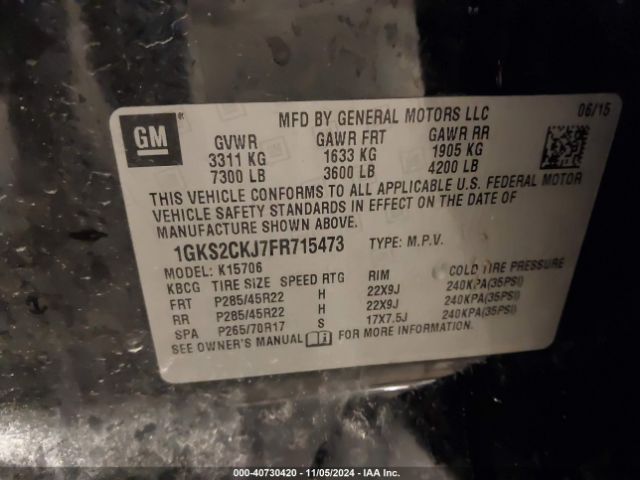 GM
MFD BY GENERAL MOTORS LLC
06/15
GVWR GAWR FRT GAWR RR
3311 KG 1633 KG 1905 KG
7300 LB 3600 LB 4200 LB
THIS VEHICLE CONFORMS TO ALL APPLICABLE U.S. FEDERAL MOTOR
VEHICLE SAFETY STANDARDS IN EFFECT ON THE DATE OF
MANUFACTURE SHOWN ABOVE.
1GKS2CKJ7FR715473 TYPE: M.P.V.
MODEL: K15706
KBCG TIRE SIZE SPEED RTG RIM COLD TIRE PRESSURE
FRT P285/45R22 H 22X9J 240KPA(35PSI)
RR P285/45R22 H 22X9J 240KPA(35PSI)
SPA P265/70R17 S 17X7.5J 240KPA(35PSI)
SEE OWNER'S MANUAL FOR MORE INFORMATION.
000-40730420 - 11/05/2024 - IAA Inc.